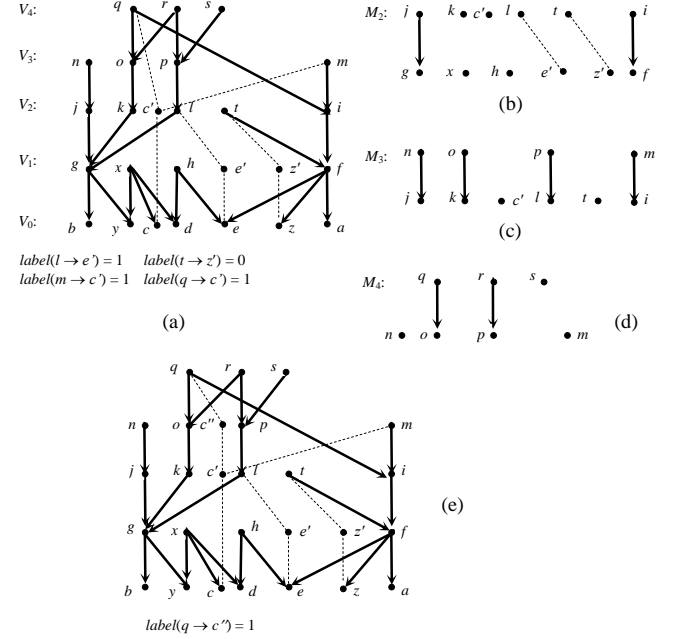 V4: q r s
V3: n o p m
V2: j k c′ l t i
V1: g x h e′ z′ f
V0: b y c d e z a
label(l → e′) = 1 label(t → z′) = 0
label(m → c′) = 1 label(q → c′) = 1
(a)
M2: j k c′ l t i
g x h e′ z′ f
(b)
M3: n o p m
j k c′ l t i
(c)
M4: q r s
n o p m
(d)
q r s
n o c″ p m
j k c′ l t i
g x h e′ z′ f
b y c d e z a
(e)
label(q → c″) = 1